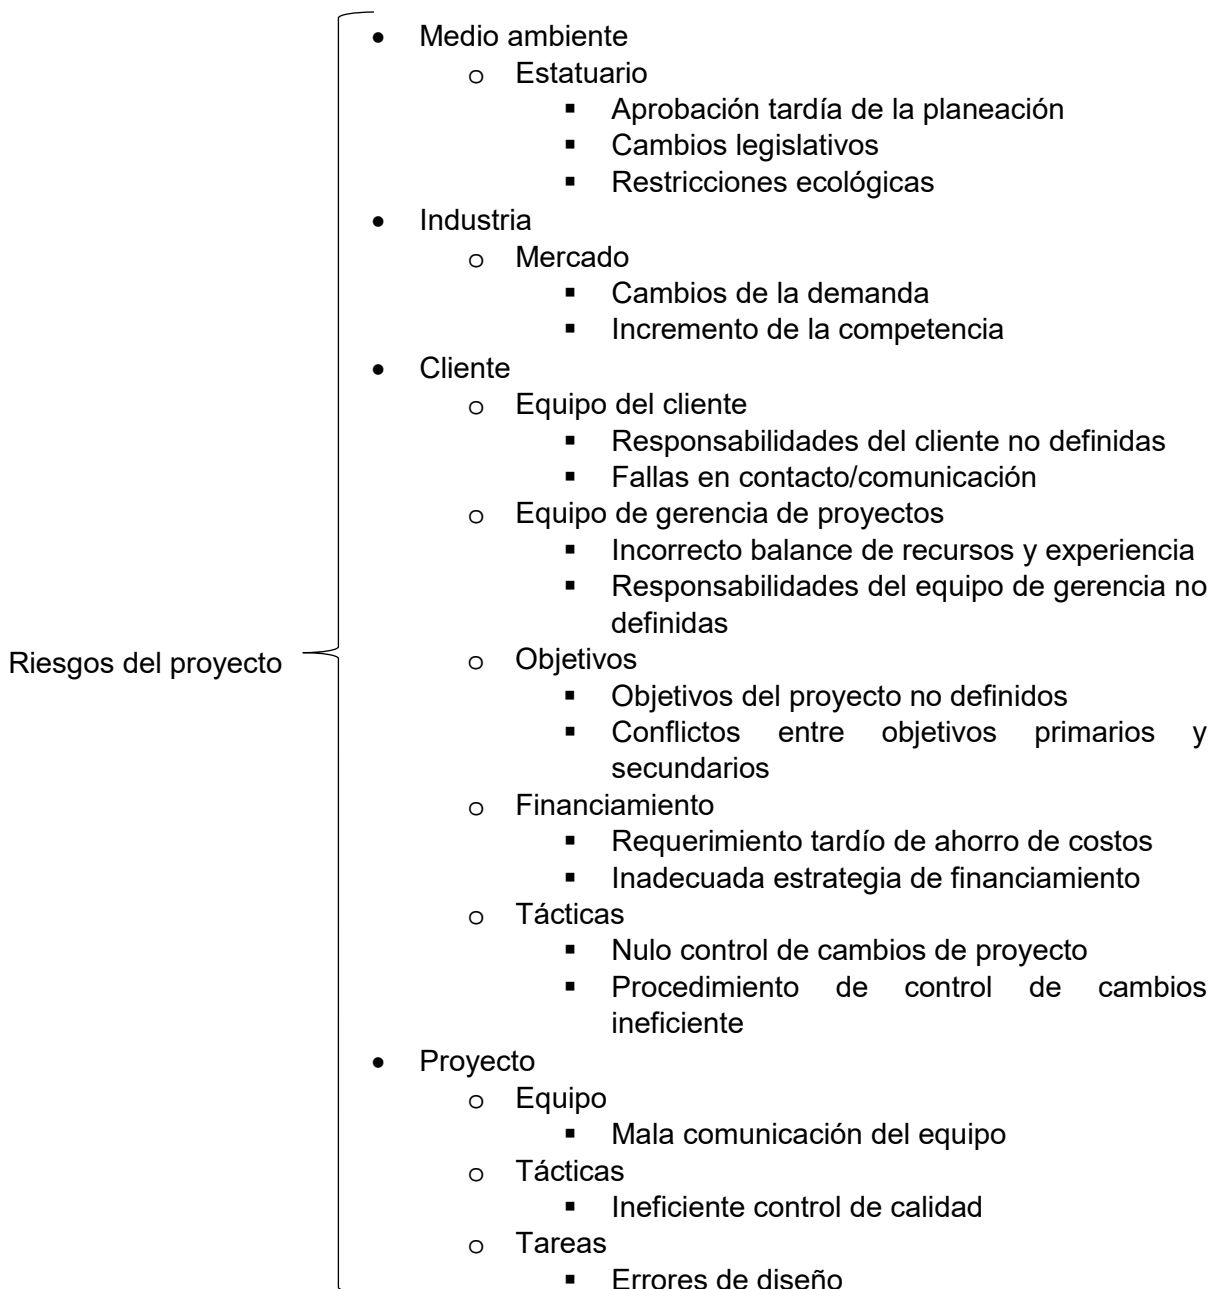 • Medio ambiente
o Estatuario
▪ Aprobación tardía de la planeación
▪ Cambios legislativos
▪ Restricciones ecológicas
• Industria
o Mercado
▪ Cambios de la demanda
▪ Incremento de la competencia
• Cliente
o Equipo del cliente
▪ Responsabilidades del cliente no definidas
▪ Fallas en contacto/comunicación
o Equipo de gerencia de proyectos
▪ Incorrecto balance de recursos y experiencia
▪ Responsabilidades del equipo de gerencia no
definidas
Riesgos del proyecto
o Objetivos
▪ Objetivos del proyecto no definidos
▪ Conflictos entre objetivos primarios y
secundarios
o Financiamiento
▪ Requerimiento tardío de ahorro de costos
▪ Inadecuada estrategia de financiamiento
o Tácticas
▪ Nulo control de cambios de proyecto
▪ Procedimiento de control de cambios
ineficiente
• Proyecto
o Equipo
▪ Mala comunicación del equipo
o Tácticas
▪ Ineficiente control de calidad
o Tareas
▪ Errores de diseño